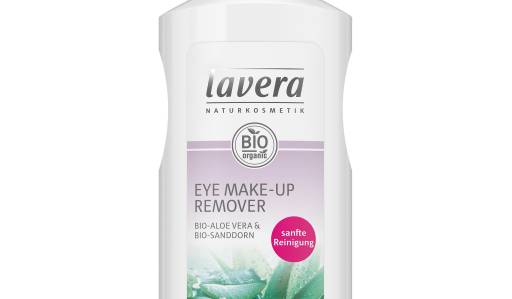 lavera
NATURKOSMETIK
BIO
organic
EYE MAKE-UP
REMOVER
BIO-ALOE VERA &
BIO-SANDDORN
sanfte
Reinigung